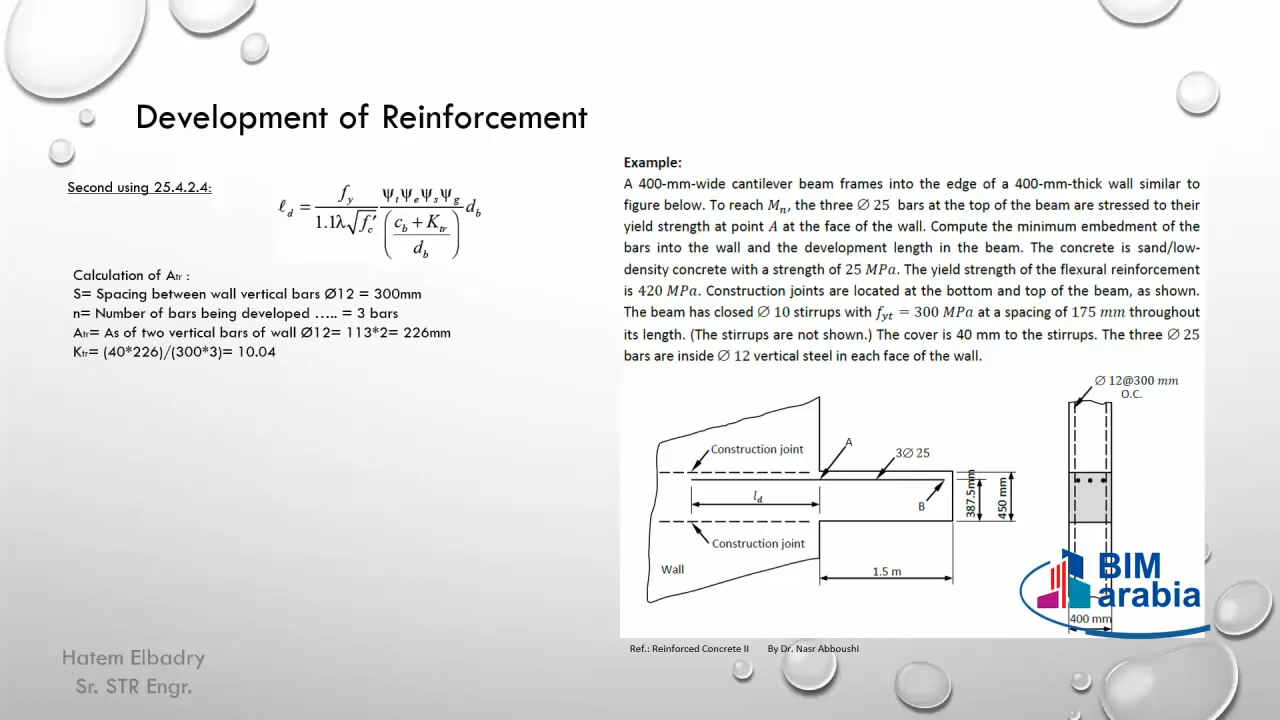 Development of Reinforcement
Second using 25.4.2.4:
ℓd = fy / (1.1λ√f′c) · ψtψeψsψg / ((cb + Ktr) / db) · db
Calculation of Atr :
S= Spacing between wall vertical bars Ø12 = 300mm
n= Number of bars being developed ..... = 3 bars
Atr= As of two vertical bars of wall Ø12= 113*2= 226mm
Ktr= (40*226)/(300*3)= 10.04
Example:
A 400-mm-wide cantilever beam frames into the edge of a 400-mm-thick wall similar to
figure below. To reach Mn, the three ∅ 25 bars at the top of the beam are stressed to their
yield strength at point A at the face of the wall. Compute the minimum embedment of the
bars into the wall and the development length in the beam. The concrete is sand/low-
density concrete with a strength of 25 MPa. The yield strength of the flexural reinforcement
is 420 MPa. Construction joints are located at the bottom and top of the beam, as shown.
The beam has closed ∅ 10 stirrups with fyt = 300 MPa at a spacing of 175 mm throughout
its length. (The stirrups are not shown.) The cover is 40 mm to the stirrups. The three ∅ 25
bars are inside ∅ 12 vertical steel in each face of the wall.
∅ 12@300 mm
O.C.
Construction joint
A
3∅ 25
ld
B
387.5mm
450 mm
Construction joint
Wall
1.5 m
400 mm
BIM
arabia
Ref.: Reinforced Concrete II By Dr. Nasr Abboushi
Hatem Elbadry
Sr. STR Engr.